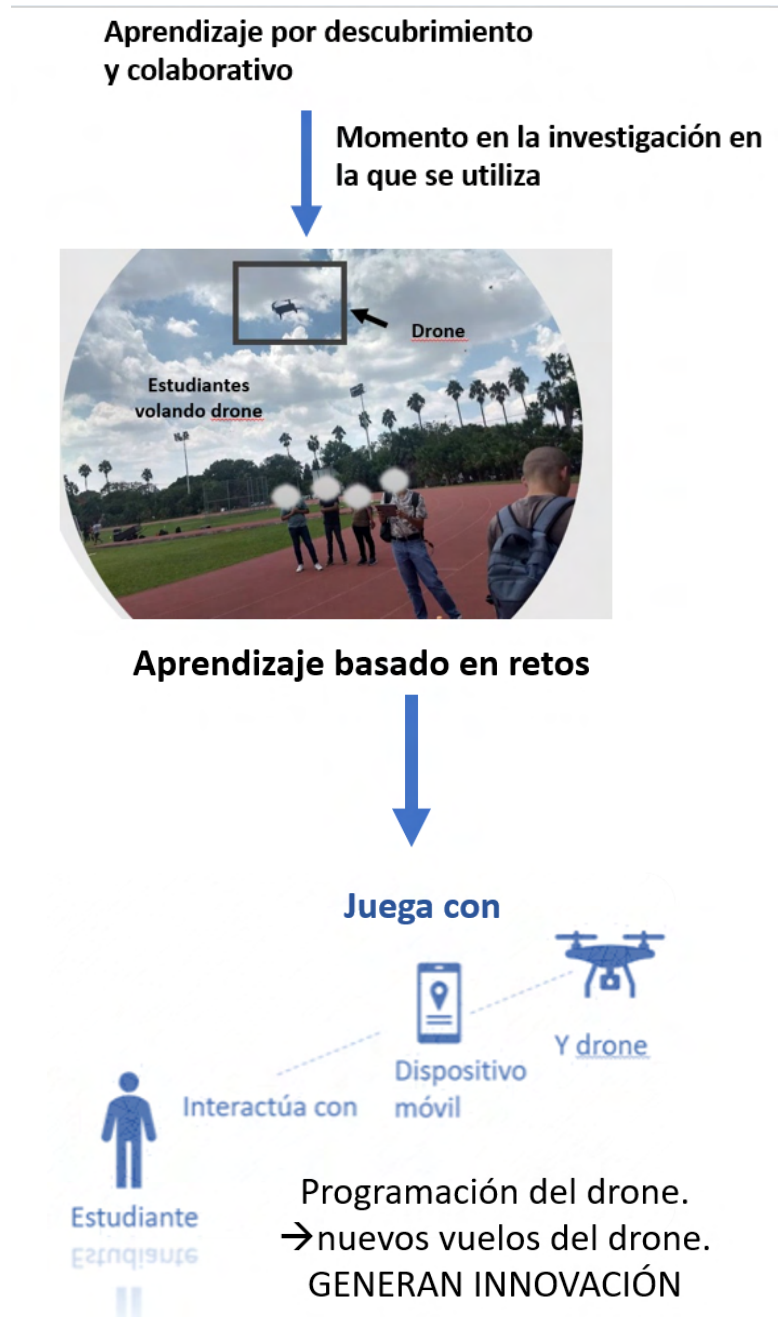 Aprendizaje por descubrimiento
y colaborativo
Momento en la investigación en
la que se utiliza
Drone
Estudiantes
volando drone
Aprendizaje basado en retos
Juega con
Y drone
Dispositivo
móvil
Interactúa con
Estudiante
Estudiante
Programación del drone.
→nuevos vuelos del drone.
GENERAN INNOVACIÓN